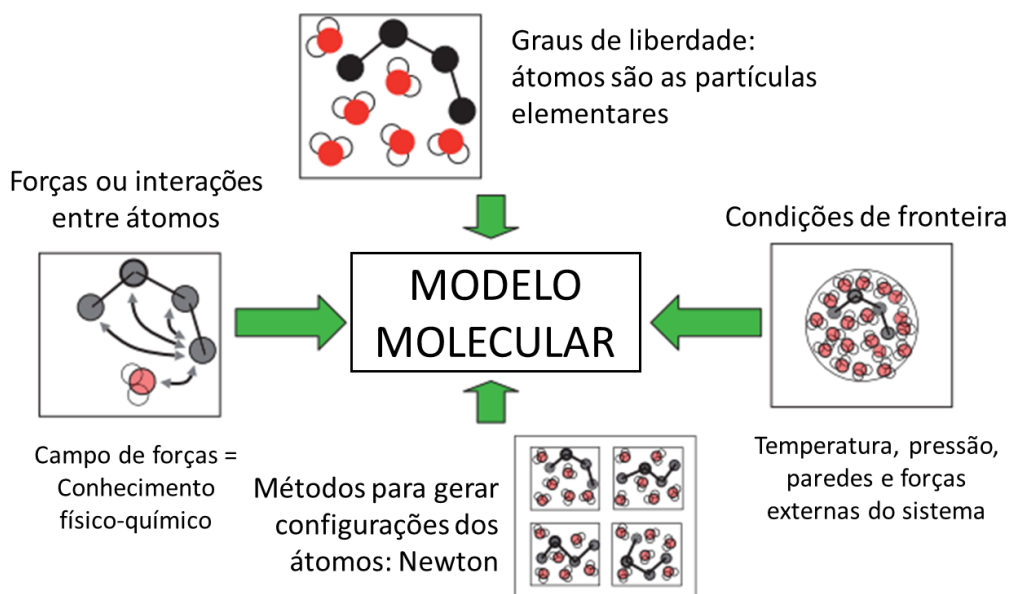 Graus de liberdade:
átomos são as partículas
elementares
Forças ou interações
entre átomos
Condições de fronteira
MODELO
MOLECULAR
Campo de forças =
Conhecimento
físico-químico
Métodos para gerar
configurações dos
átomos: Newton
Temperatura, pressão,
paredes e forças
externas do sistema